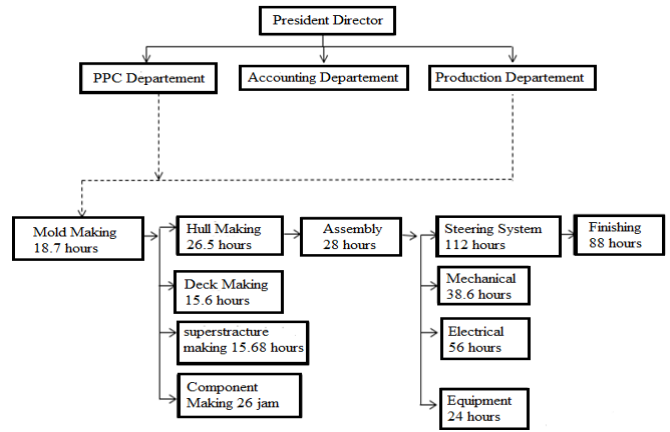 President Director
PPC Departement
Accounting Departement
Production Departement
Mold Making
18.7 hours
Hull Making
26.5 hours
Assembly
28 hours
Steering System
112 hours
Finishing
88 hours
Deck Making
15.6 hours
superstracture
making 15.68 hours
Component
Making 26 jam
Mechanical
38.6 hours
Electrical
56 hours
Equipment
24 hours